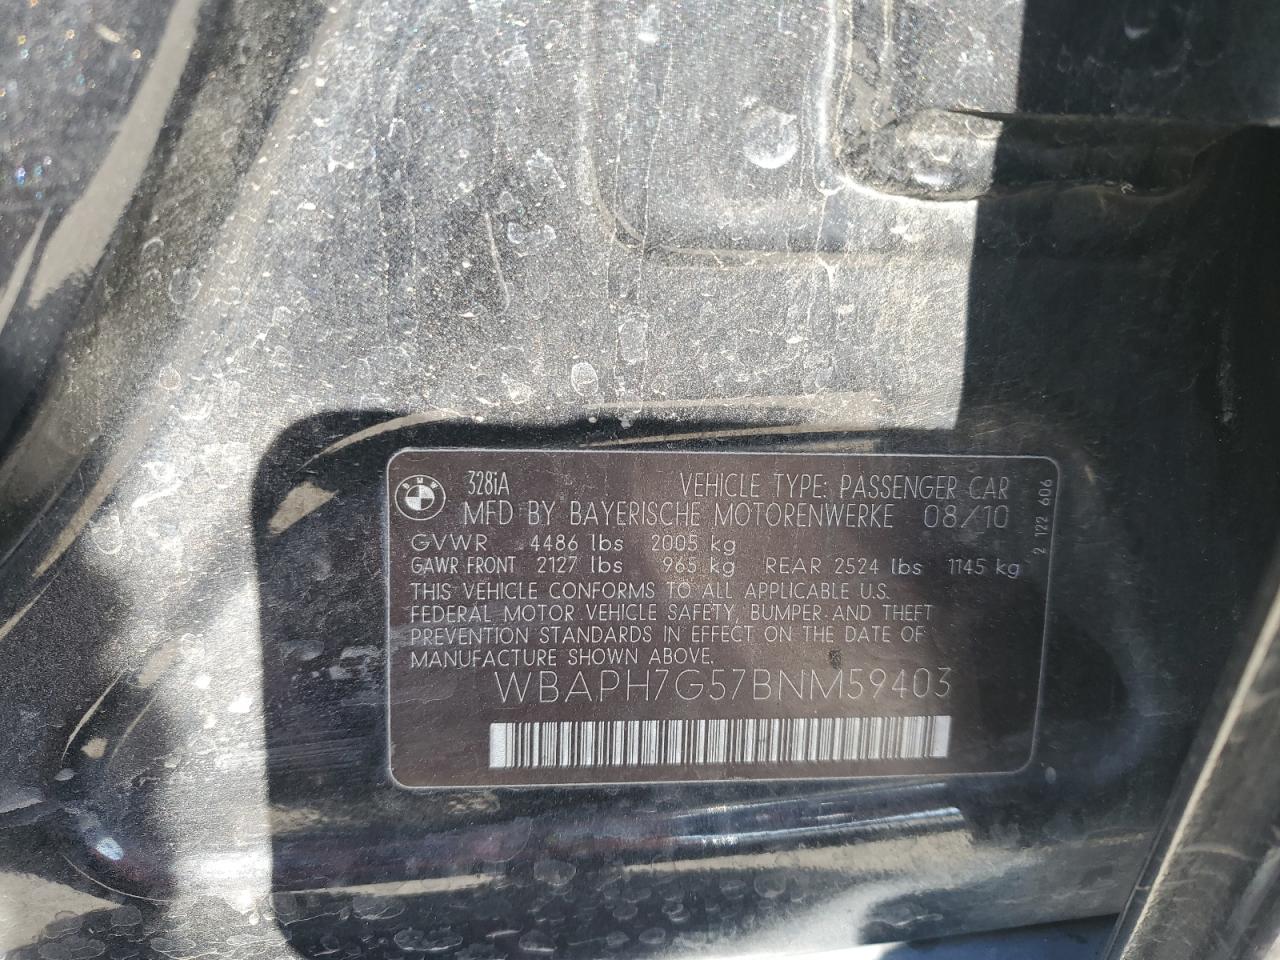 BMW
328iA VEHICLE TYPE: PASSENGER CAR
MFD BY BAYERISCHE MOTORENWERKE 08/10
GVWR 4486 lbs 2005 kg
GAWR FRONT 2127 lbs 965 kg REAR 2524 lbs 1145 kg
THIS VEHICLE CONFORMS TO ALL APPLICABLE U.S.
FEDERAL MOTOR VEHICLE SAFETY, BUMPER AND THEFT
PREVENTION STANDARDS IN EFFECT ON THE DATE OF
MANUFACTURE SHOWN ABOVE.
WBAPH7G57BNM59403
2 122 606